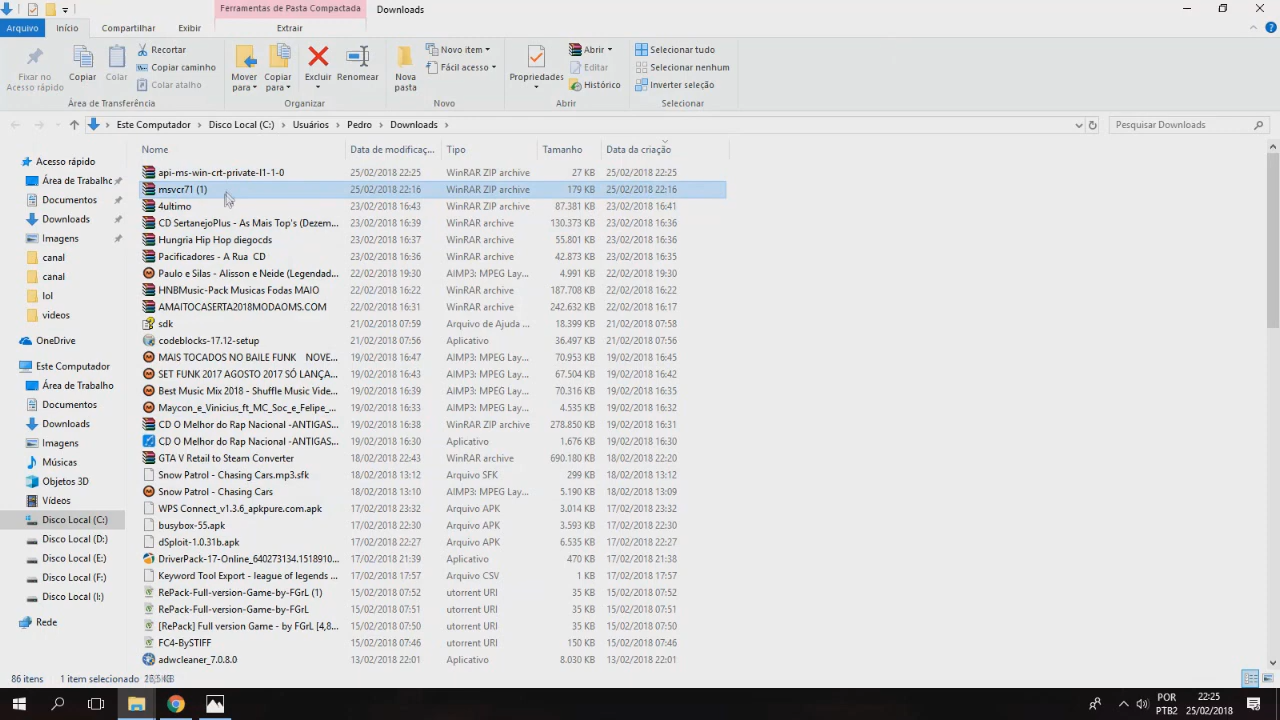 Ferramentas de Pasta Compactada Downloads
Arquivo Início Compartilhar Exibir Extrair
Fixar no Acesso rápido
Copiar
Colar
Recortar
Copiar caminho
Colar atalho
Mover para
Copiar para
Excluir
Renomear
Nova pasta
Novo item
Fácil acesso
Propriedades
Abrir
Editar
Histórico
Selecionar tudo
Selecionar nenhum
Inverter seleção
Área de Transferência Organizar Novo Abrir Selecionar
Este Computador Disco Local (C:) Usuários Pedro Downloads Pesquisar Downloads
Acesso rápido
Área de Trabalho
Documentos
Downloads
Imagens
canal
canal
lol
videos
OneDrive
Este Computador
Área de Trabalho
Documentos
Downloads
Imagens
Músicas
Objetos 3D
Vídeos
Disco Local (C:)
Disco Local (D:)
Disco Local (E:)
Disco Local (F:)
Disco Local (I:)
Rede
Nome Data de modificaç... Tipo Tamanho Data da criação
api-ms-win-crt-private-l1-1-0 25/02/2018 22:25 WinRAR ZIP archive 27 KB 25/02/2018 22:25
msvcr71 (1) 25/02/2018 22:16 WinRAR ZIP archive 179 KB 25/02/2018 22:16
4ultimo 23/02/2018 16:43 WinRAR ZIP archive 87.381 KB 23/02/2018 16:41
CD SertanejoPlus - As Mais Top's (Dezem... 23/02/2018 16:39 WinRAR archive 130.373 KB 23/02/2018 16:36
Hungria Hip Hop diegocds 23/02/2018 16:37 WinRAR archive 55.801 KB 23/02/2018 16:36
Pacificadores - A Rua CD 23/02/2018 16:36 WinRAR archive 42.873 KB 23/02/2018 16:35
Paulo e Silas - Alisson e Neide (Legendad... 22/02/2018 19:30 AIMP3: MPEG Lay... 4.991 KB 22/02/2018 19:30
HNBMusic-Pack Musicas Fodas MAIO 22/02/2018 16:22 WinRAR archive 187.708 KB 22/02/2018 16:22
AMAITOCASERTA2018MODAOMS.COM 22/02/2018 16:31 WinRAR archive 242.632 KB 22/02/2018 16:17
sdk 21/02/2018 07:59 Arquivo de Ajuda ... 18.399 KB 21/02/2018 07:58
codeblocks-17.12-setup 21/02/2018 07:56 Aplicativo 36.497 KB 21/02/2018 07:56
MAIS TOCADOS NO BAILE FUNK NOVE... 19/02/2018 16:47 AIMP3: MPEG Lay... 70.953 KB 19/02/2018 16:45
SET FUNK 2017 AGOSTO 2017 SÓ LANÇA... 19/02/2018 16:43 AIMP3: MPEG Lay... 67.504 KB 19/02/2018 16:42
Best Music Mix 2018 - Shuffle Music Vide... 19/02/2018 16:39 AIMP3: MPEG Lay... 70.316 KB 19/02/2018 16:35
Maycon_e_Vinicius_ft_MC_Soc_e_Felipe_... 19/02/2018 16:33 AIMP3: MPEG Lay... 4.535 KB 19/02/2018 16:32
CD O Melhor do Rap Nacional -ANTIGAS... 19/02/2018 16:38 WinRAR ZIP archive 278.850 KB 19/02/2018 16:31
CD O Melhor do Rap Nacional -ANTIGAS... 19/02/2018 16:30 Aplicativo 1.676 KB 19/02/2018 16:30
GTA V Retail to Steam Converter 18/02/2018 22:43 WinRAR archive 690.180 KB 18/02/2018 22:20
Snow Patrol - Chasing Cars.mp3.sfk 18/02/2018 13:12 Arquivo SFK 299 KB 18/02/2018 13:12
Snow Patrol - Chasing Cars 18/02/2018 13:10 AIMP3: MPEG Lay... 5.190 KB 18/02/2018 13:09
WPS Connect_v1.3.6_apkpure.com.apk 17/02/2018 23:32 Arquivo APK 3.014 KB 17/02/2018 23:32
busybox-55.apk 17/02/2018 22:30 Arquivo APK 3.593 KB 17/02/2018 22:30
dSploit-1.0.31b.apk 17/02/2018 22:27 Arquivo APK 6.535 KB 17/02/2018 22:27
DriverPack-17-Online_640273134.1518910... 17/02/2018 21:39 Aplicativo 470 KB 17/02/2018 21:38
Keyword Tool Export - league of legends ... 17/02/2018 17:57 Arquivo CSV 1 KB 17/02/2018 17:57
RePack-Full-version-Game-by-FGrL (1) 15/02/2018 07:52 utorrent URI 35 KB 15/02/2018 07:52
RePack-Full-version-Game-by-FGrL 15/02/2018 07:51 utorrent URI 35 KB 15/02/2018 07:51
[RePack] Full version Game - by FGrL [4,8... 15/02/2018 07:50 utorrent URI 35 KB 15/02/2018 07:50
FC4-BySTIFF 15/02/2018 07:46 utorrent URI 150 KB 15/02/2018 07:46
adwcleaner_7.0.8.0 13/02/2018 22:01 Aplicativo 8.030 KB 13/02/2018 22:01
86 itens 1 item selecionado
POR
PTB2
22:25
25/02/2018